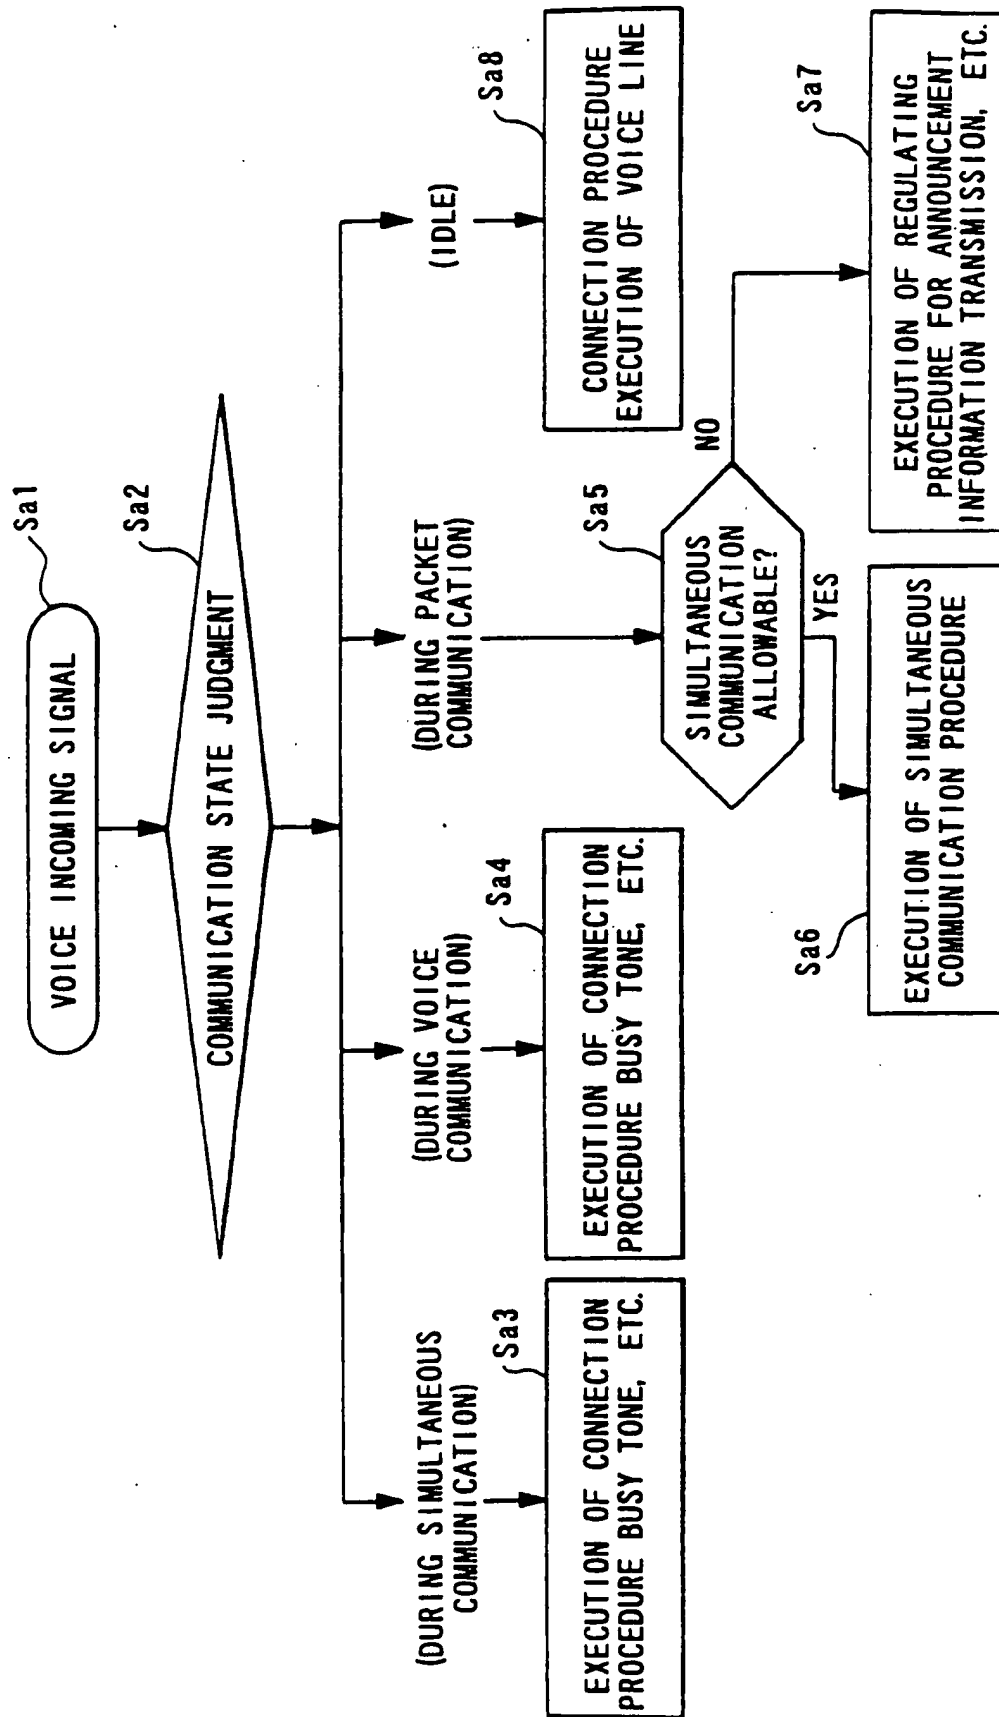 VOICE INCOMING SIGNAL
Sa1
COMMUNICATION STATE JUDGMENT
Sa2
(DURING SIMULTANEOUS
COMMUNICATION)
(DURING VOICE
COMMUNICATION)
(DURING PACKET
COMMUNICATION)
(IDLE)
Sa3
EXECUTION OF CONNECTION
PROCEDURE BUSY TONE, ETC.
Sa4
EXECUTION OF CONNECTION
PROCEDURE BUSY TONE, ETC.
Sa8
CONNECTION PROCEDURE
EXECUTION OF VOICE LINE
Sa5
SIMULTANEOUS
COMMUNICATION
ALLOWABLE?
NO
YES
Sa6
EXECUTION OF SIMULTANEOUS
COMMUNICATION PROCEDURE
Sa7
EXECUTION OF REGULATING
PROCEDURE FOR ANNOUNCEMENT
INFORMATION TRANSMISSION, ETC.